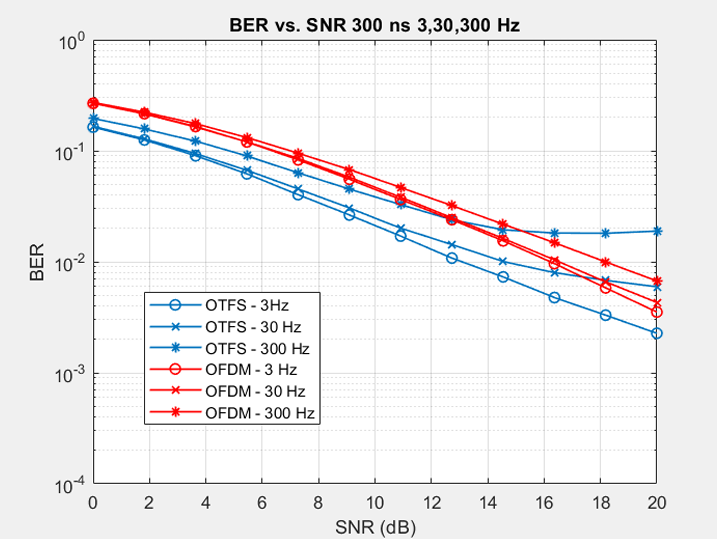 BER vs. SNR 300 ns 3,30,300 Hz
10^0
10^-1
10^-2
10^-3
10^-4
BER
OTFS - 3Hz
OTFS - 30 Hz
OTFS - 300 Hz
OFDM - 3 Hz
OFDM - 30 Hz
OFDM - 300 Hz
0 2 4 6 8 10 12 14 16 18 20
SNR (dB)